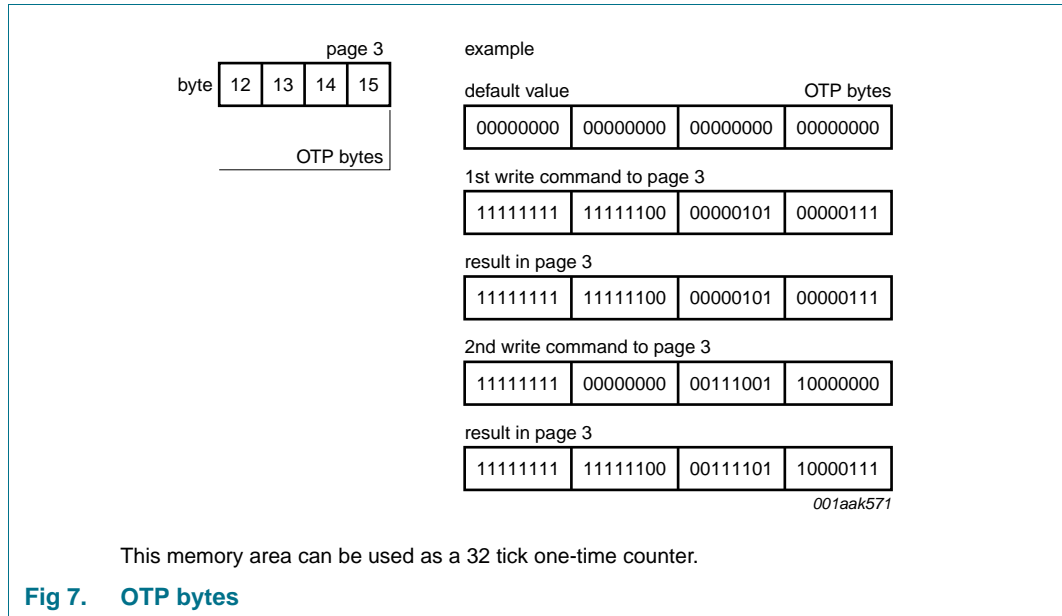 page 3
byte 12 13 14 15
OTP bytes
example
default value OTP bytes
00000000 00000000 00000000 00000000
1st write command to page 3
11111111 11111100 00000101 00000111
result in page 3
11111111 11111100 00000101 00000111
2nd write command to page 3
11111111 00000000 00111001 10000000
result in page 3
11111111 11111100 00111101 10000111
001aak571
This memory area can be used as a 32 tick one-time counter.
Fig 7. OTP bytes